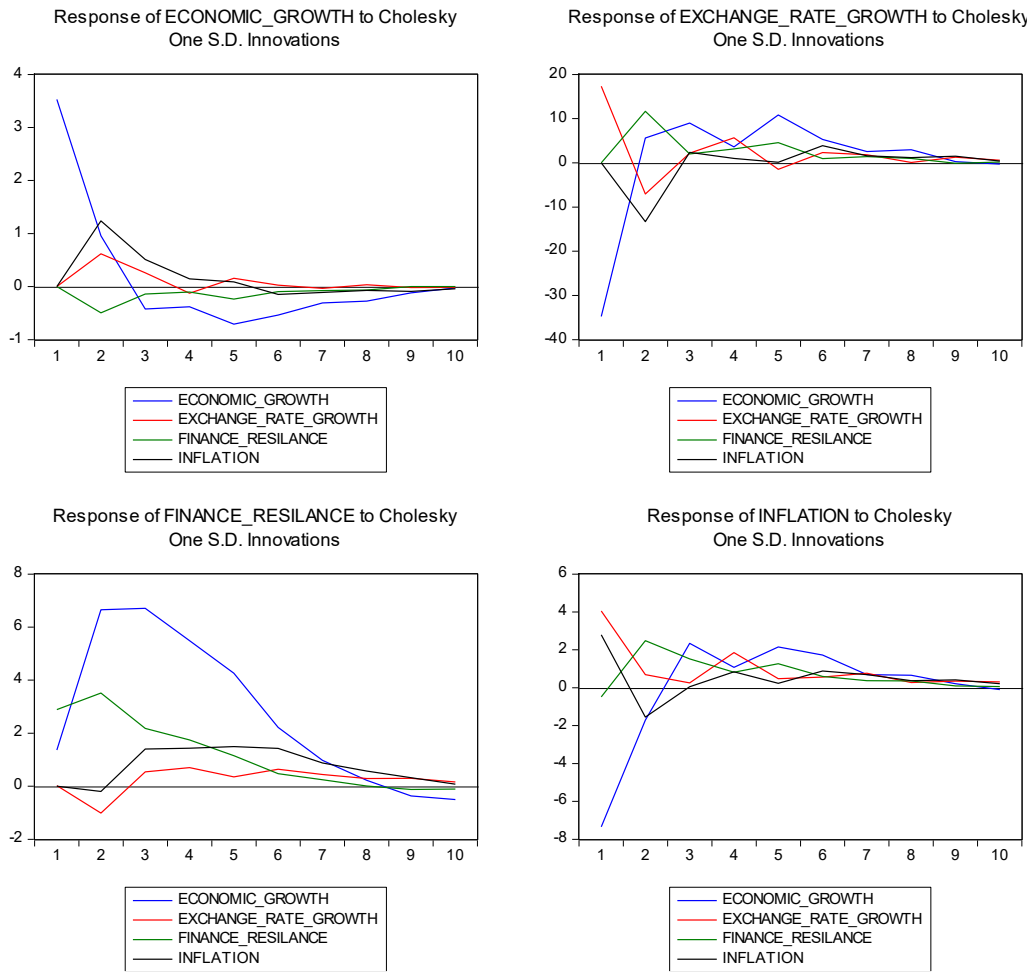 Response of ECONOMIC_GROWTH to Cholesky
One S.D. Innovations
4
3
2
1
0
-1
1 2 3 4 5 6 7 8 9 10
ECONOMIC_GROWTH
EXCHANGE_RATE_GROWTH
FINANCE_RESILANCE
INFLATION
Response of EXCHANGE_RATE_GROWTH to Cholesky
One S.D. Innovations
20
10
0
-10
-20
-30
-40
1 2 3 4 5 6 7 8 9 10
ECONOMIC_GROWTH
EXCHANGE_RATE_GROWTH
FINANCE_RESILANCE
INFLATION
Response of FINANCE_RESILANCE to Cholesky
One S.D. Innovations
8
6
4
2
0
-2
1 2 3 4 5 6 7 8 9 10
ECONOMIC_GROWTH
EXCHANGE_RATE_GROWTH
FINANCE_RESILANCE
INFLATION
Response of INFLATION to Cholesky
One S.D. Innovations
6
4
2
0
-2
-4
-6
-8
1 2 3 4 5 6 7 8 9 10
ECONOMIC_GROWTH
EXCHANGE_RATE_GROWTH
FINANCE_RESILANCE
INFLATION